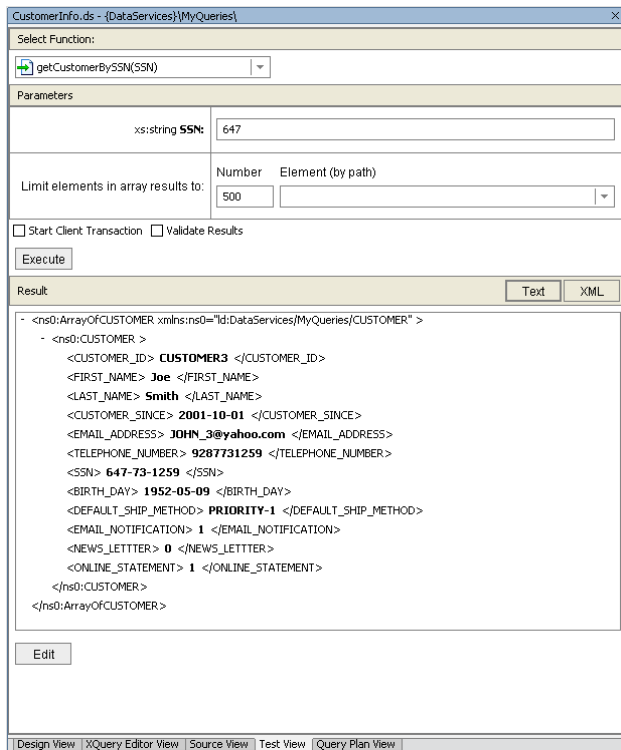 CustomerInfo.ds - {DataServices}\MyQueries\
Select Function:
getCustomerBySSN(SSN)
Parameters
xs:string SSN: 647
Number Element (by path)
Limit elements in array results to: 500
Start Client Transaction Validate Results
Execute
Result Text XML
- <ns0:ArrayOfCUSTOMER xmlns:ns0="ld:DataServices/MyQueries/CUSTOMER" >
- <ns0:CUSTOMER >
<CUSTOMER_ID> CUSTOMER3 </CUSTOMER_ID>
<FIRST_NAME> Joe </FIRST_NAME>
<LAST_NAME> Smith </LAST_NAME>
<CUSTOMER_SINCE> 2001-10-01 </CUSTOMER_SINCE>
<EMAIL_ADDRESS> JOHN_3@yahoo.com </EMAIL_ADDRESS>
<TELEPHONE_NUMBER> 9287731259 </TELEPHONE_NUMBER>
<SSN> 647-73-1259 </SSN>
<BIRTH_DAY> 1952-05-09 </BIRTH_DAY>
<DEFAULT_SHIP_METHOD> PRIORITY-1 </DEFAULT_SHIP_METHOD>
<EMAIL_NOTIFICATION> 1 </EMAIL_NOTIFICATION>
<NEWS_LETTTER> 0 </NEWS_LETTTER>
<ONLINE_STATEMENT> 1 </ONLINE_STATEMENT>
</ns0:CUSTOMER>
</ns0:ArrayOfCUSTOMER>
Edit
Design View XQuery Editor View Source View Test View Query Plan View